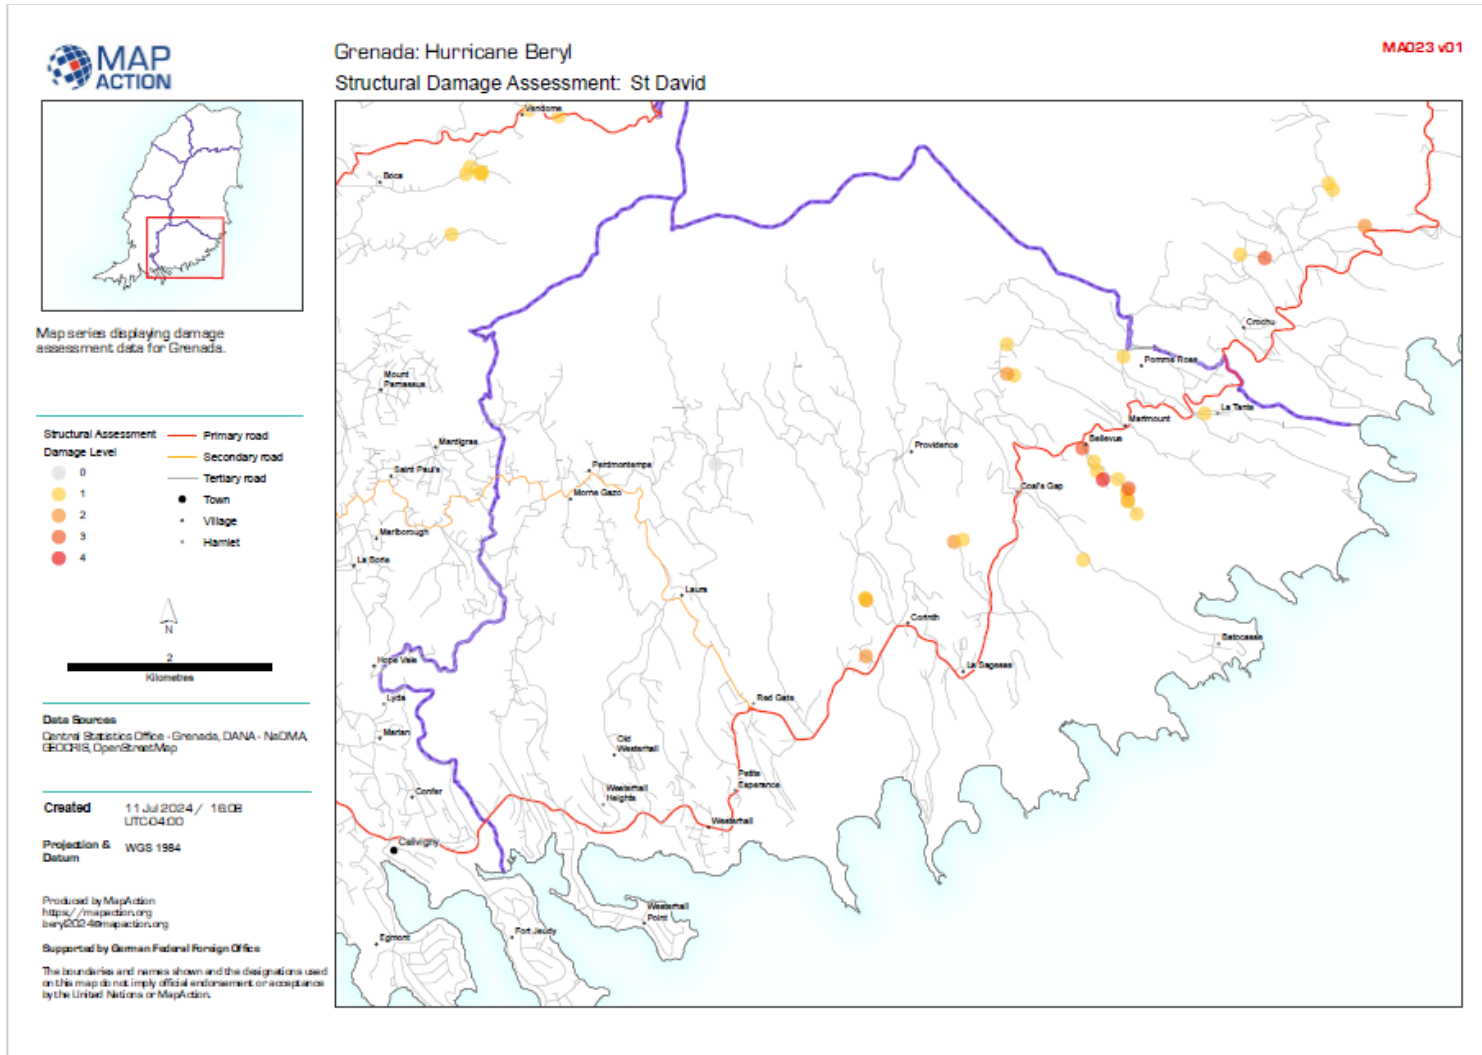 MAP
ACTION
Grenada: Hurricane Beryl
Structural Damage Assessment: St David
MA023 v01
Map series displaying damage
assessment data for Grenada.
Structural Assessment
Damage Level
0
1
2
3
4
Primary road
Secondary road
Tertiary road
Town
Village
Hamlet
N
2
Kilometres
Data Sources
Central Statistics Office - Grenada, DANA - NaDMA,
GEOCRIS, OpenStreetMap
Created
11 Jul 2024 / 16:08
UTC-04:00
Projection &
Datum
WGS 1984
Produced by MapAction
https://mapaction.org
beryl2024@mapaction.org
Supported by German Federal Foreign Office
The boundaries and names shown and the designations used
on this map do not imply official endorsement or acceptance
by the United Nations or MapAction.
Vendome
Boca
Crochu
Pomme Rose
Mount
Parnassus
La Tante
Marlmount
Mardigras
Bellevue
Providence
Perdmontemps
Saint Paul's
Coal's Gap
Morne Gazo
Marlborough
La Borie
Laura
Corinth
Batocasse
Hope Vale
La Sagesse
Lyda
Red Gate
Marian
Old
Westerhall
Petite
Esperance
Confer
Westerhall
Heights
Westerhall
Calivigny
Westerhall
Point
Egmont
Fort Jeudy